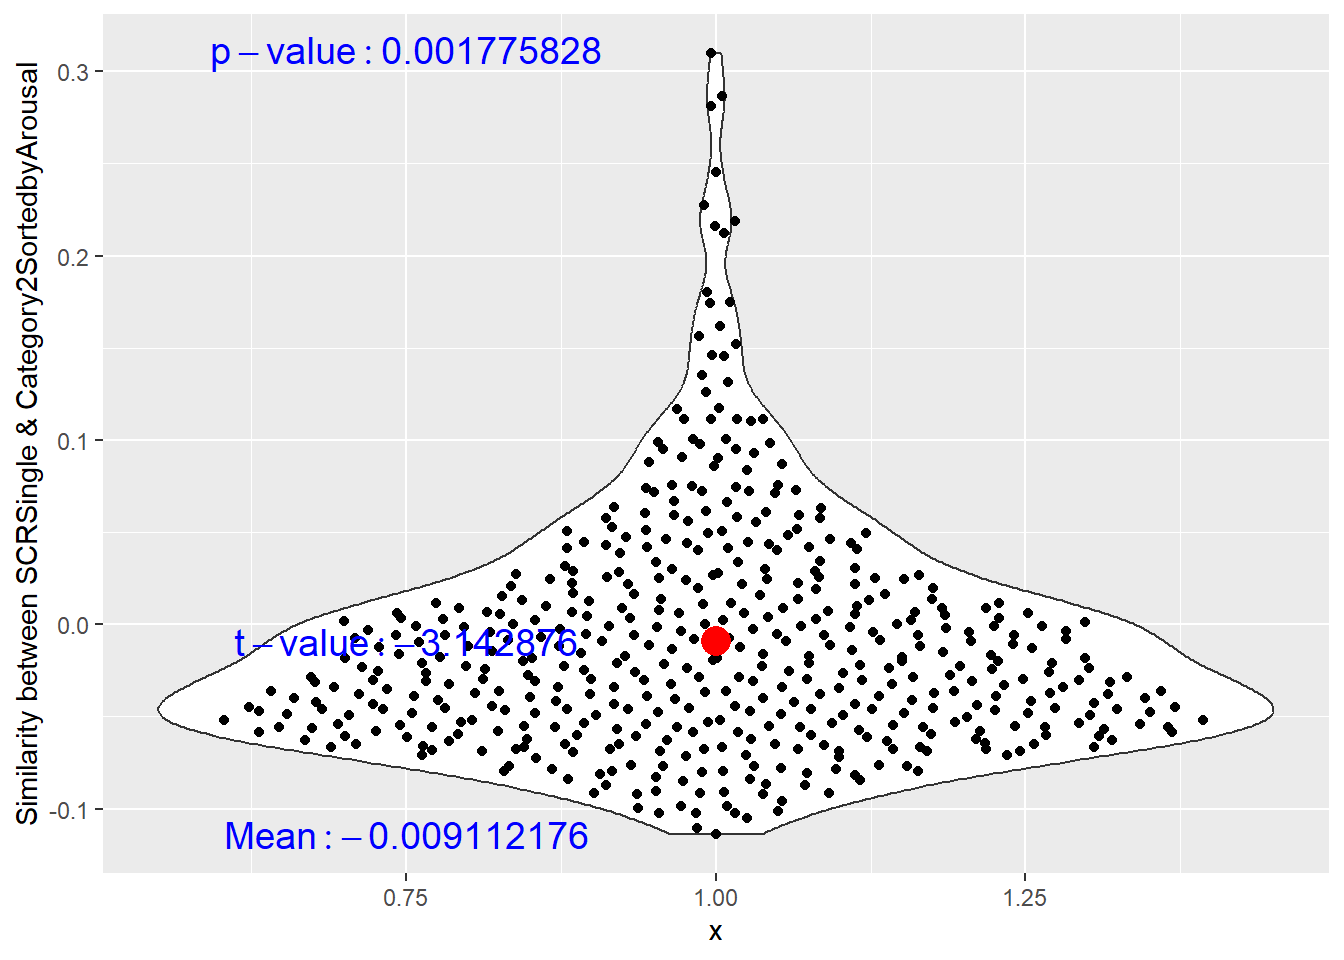 Similarity between SCRSingle & Category2SortedbyArousal
p − value : 0.001775828
0.3
0.2
0.1
0.0
t − value : −3.142876
-0.1
Mean : −0.009112176
0.75 1.00 1.25
x